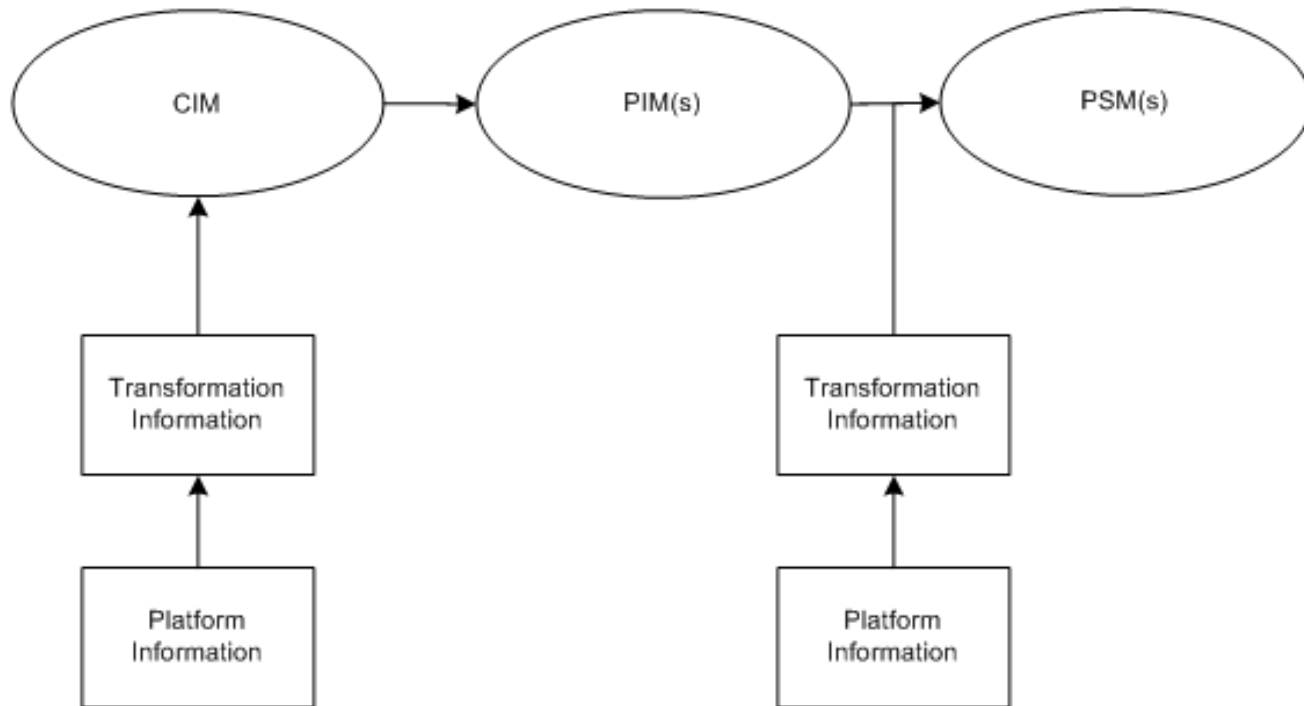 CIM
PIM(s)
PSM(s)
Transformation
Information
Transformation
Information
Platform
Information
Platform
Information